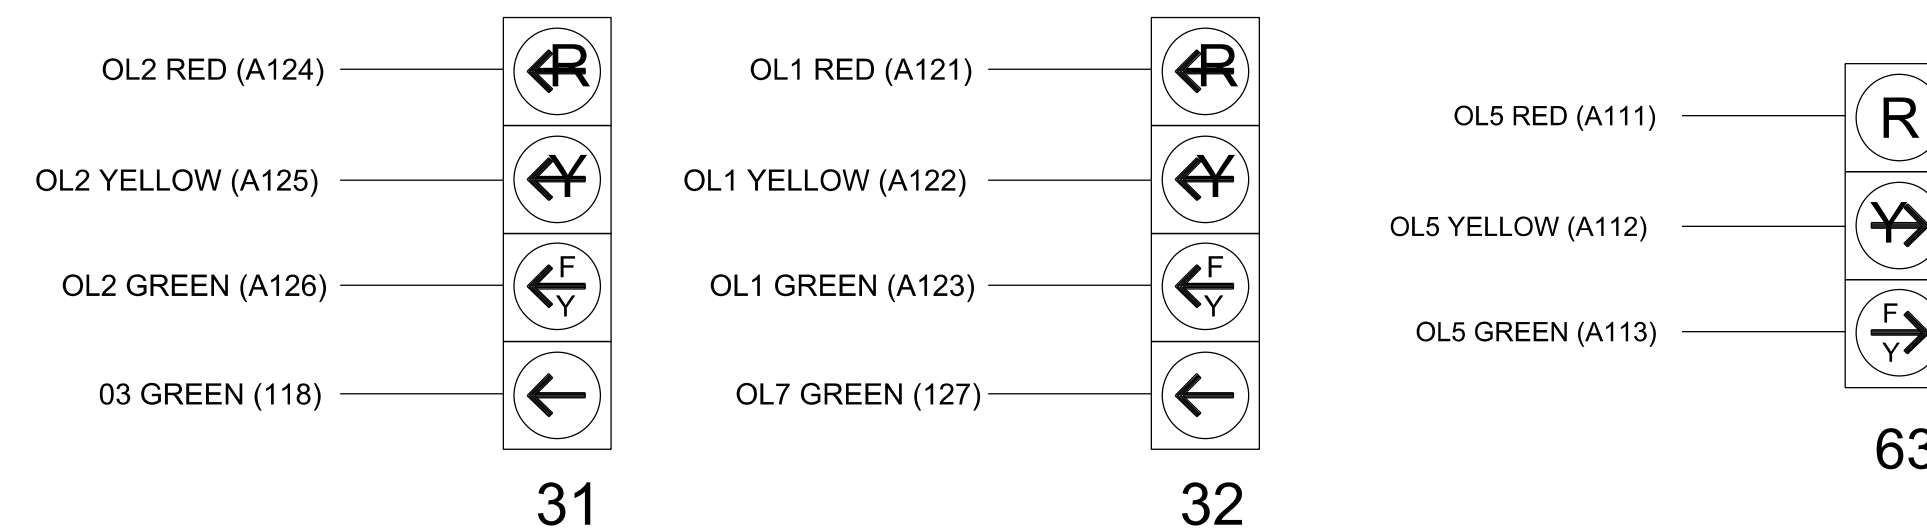 OL2 RED (A124)
R
OL2 YELLOW (A125)
Y
OL2 GREEN (A126)
F
Y
03 GREEN (118)
31
OL1 RED (A121)
R
OL1 YELLOW (A122)
Y
OL1 GREEN (A123)
F
Y
OL7 GREEN (127)
32
OL5 RED (A111)
R
OL5 YELLOW (A112)
Y
OL5 GREEN (A113)
F
Y
63